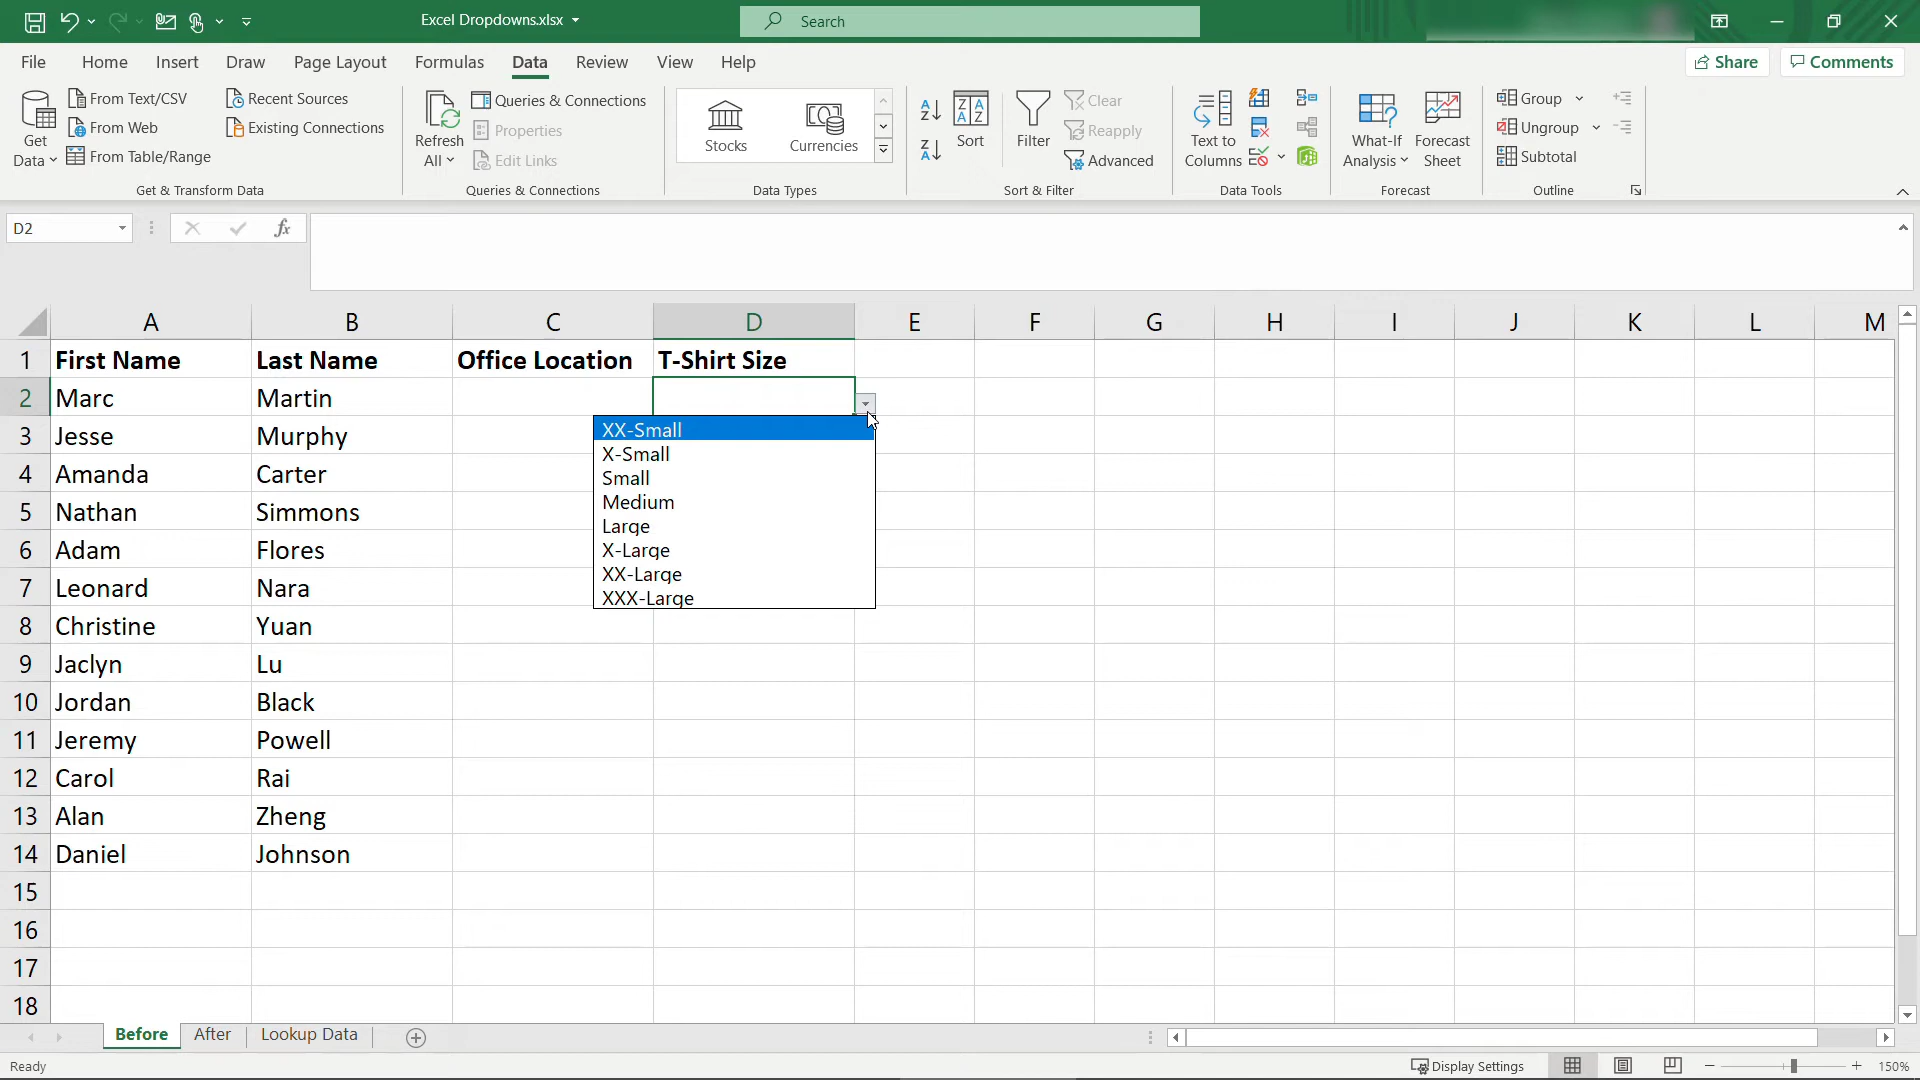 Excel Dropdowns.xlsx
Search
File Home Insert Draw Page Layout Formulas Data Review View Help
Share
Comments
Get Data
From Text/CSV
From Web
From Table/Range
Recent Sources
Existing Connections
Get & Transform Data
Refresh All
Queries & Connections
Properties
Edit Links
Queries & Connections
Stocks
Currencies
Data Types
Sort
Filter
Clear
Reapply
Advanced
Sort & Filter
Text to Columns
Data Tools
What-If Analysis
Forecast Sheet
Forecast
Group
Ungroup
Subtotal
Outline
D2
fx
A B C D E F G H I J K L M
1 First Name Last Name Office Location T-Shirt Size
2 Marc Martin
3 Jesse Murphy
4 Amanda Carter
5 Nathan Simmons
6 Adam Flores
7 Leonard Nara
8 Christine Yuan
9 Jaclyn Lu
10 Jordan Black
11 Jeremy Powell
12 Carol Rai
13 Alan Zheng
14 Daniel Johnson
15
16
17
18
XX-Small
X-Small
Small
Medium
Large
X-Large
XX-Large
XXX-Large
Before After Lookup Data
Ready
Display Settings
150%